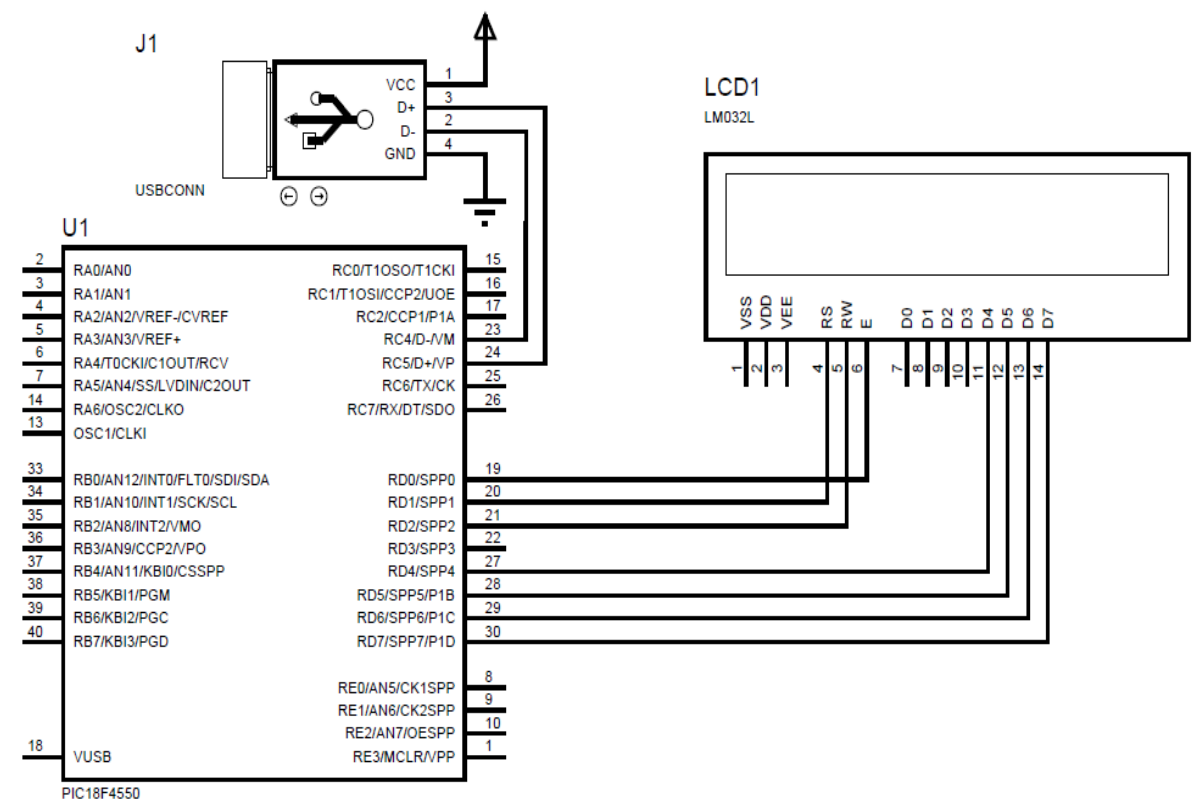 J1
1
VCC
3
D+
2
D-
4
GND
USBCONN
LCD1
LM032L
VSS
VDD
VEE
RS
RW
E
D0
D1
D2
D3
D4
D5
D6
D7
1
2
3
4
5
6
7
8
9
10
11
12
13
14
U1
2 RA0/AN0 RC0/T1OSO/T1CKI 15
3 RA1/AN1 RC1/T1OSI/CCP2/UOE 16
4 RA2/AN2/VREF-/CVREF RC2/CCP1/P1A 17
5 RA3/AN3/VREF+ RC4/D-/VM 23
6 RA4/T0CKI/C1OUT/RCV RC5/D+/VP 24
7 RA5/AN4/SS/LVDIN/C2OUT RC6/TX/CK 25
14 RA6/OSC2/CLKO RC7/RX/DT/SDO 26
13 OSC1/CLKI
33 RB0/AN12/INT0/FLT0/SDI/SDA RD0/SPP0 19
34 RB1/AN10/INT1/SCK/SCL RD1/SPP1 20
35 RB2/AN8/INT2/VMO RD2/SPP2 21
36 RB3/AN9/CCP2/VPO RD3/SPP3 22
37 RB4/AN11/KBI0/CSSPP RD4/SPP4 27
38 RB5/KBI1/PGM RD5/SPP5/P1B 28
39 RB6/KBI2/PGC RD6/SPP6/P1C 29
40 RB7/KBI3/PGD RD7/SPP7/P1D 30
RE0/AN5/CK1SPP 8
RE1/AN6/CK2SPP 9
RE2/AN7/OESPP 10
18 VUSB RE3/MCLR/VPP 1
PIC18F4550